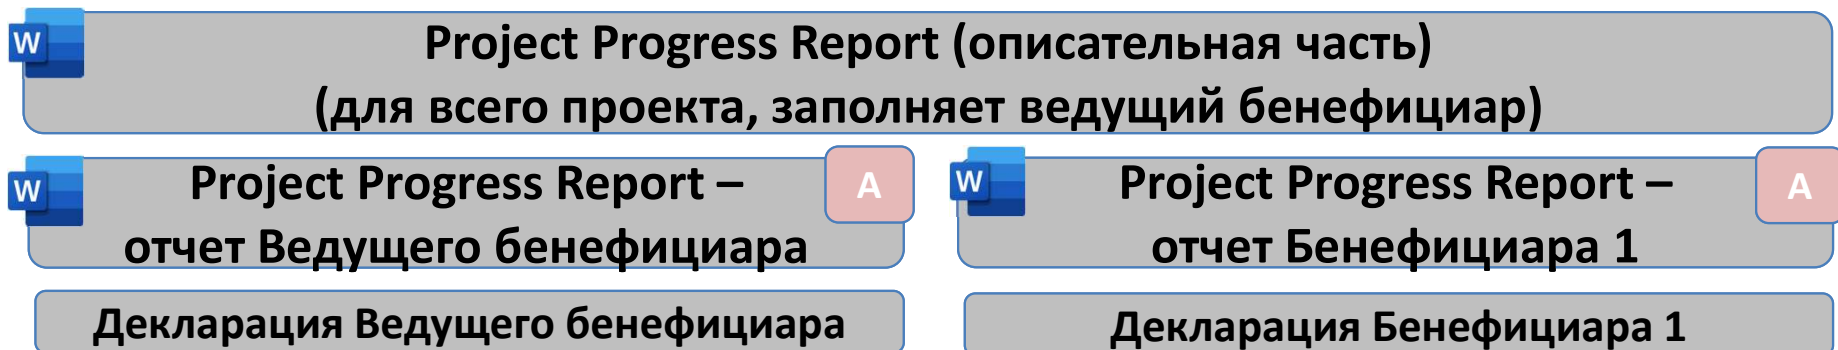 W
Project Progress Report (описательная часть)
(для всего проекта, заполняет ведущий бенефициар)
W
Project Progress Report –
отчет Ведущего бенефициара
A
W
Project Progress Report –
отчет Бенефициара 1
A
Декларация Ведущего бенефициара
Декларация Бенефициара 1